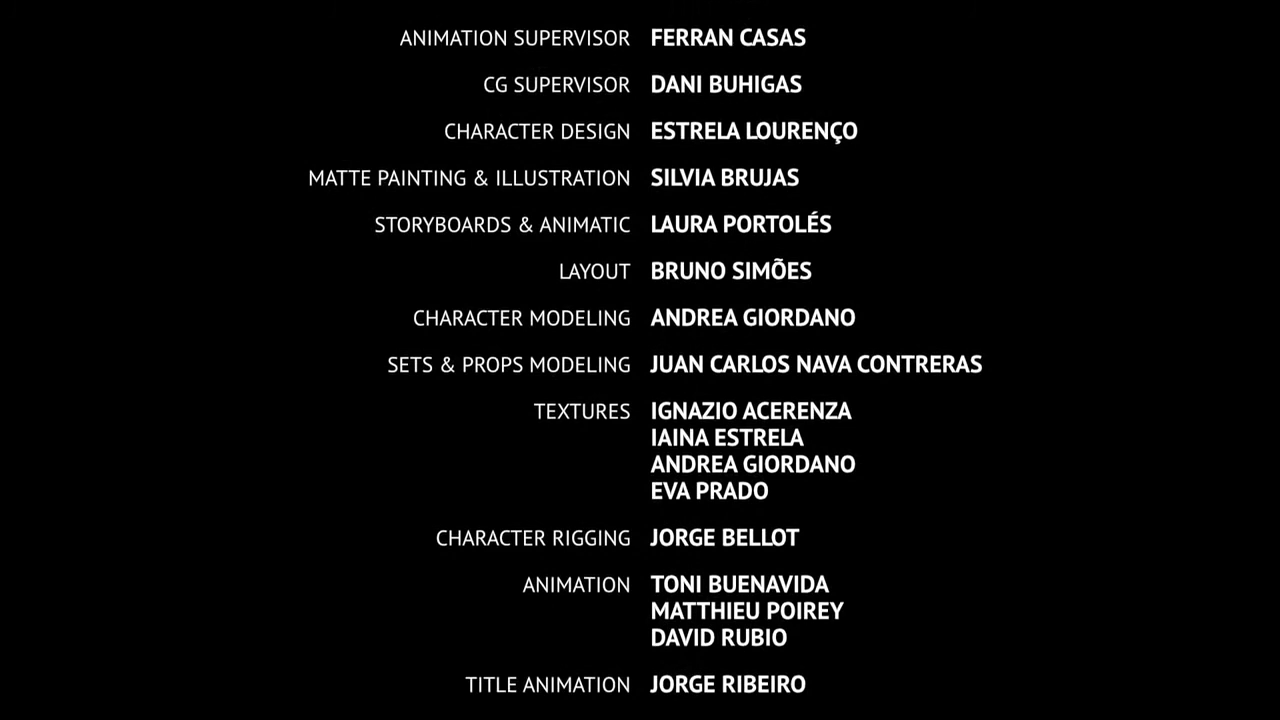 ANIMATION SUPERVISOR FERRAN CASAS
CG SUPERVISOR DANI BUHIGAS
CHARACTER DESIGN ESTRELA LOURENÇO
MATTE PAINTING & ILLUSTRATION SILVIA BRUJAS
STORYBOARDS & ANIMATIC LAURA PORTOLÉS
LAYOUT BRUNO SIMÕES
CHARACTER MODELING ANDREA GIORDANO
SETS & PROPS MODELING JUAN CARLOS NAVA CONTRERAS
TEXTURES IGNAZIO ACERENZA
IAINA ESTRELA
ANDREA GIORDANO
EVA PRADO
CHARACTER RIGGING JORGE BELLOT
ANIMATION TONI BUENAVIDA
MATTHIEU POIREY
DAVID RUBIO
TITLE ANIMATION JORGE RIBEIRO